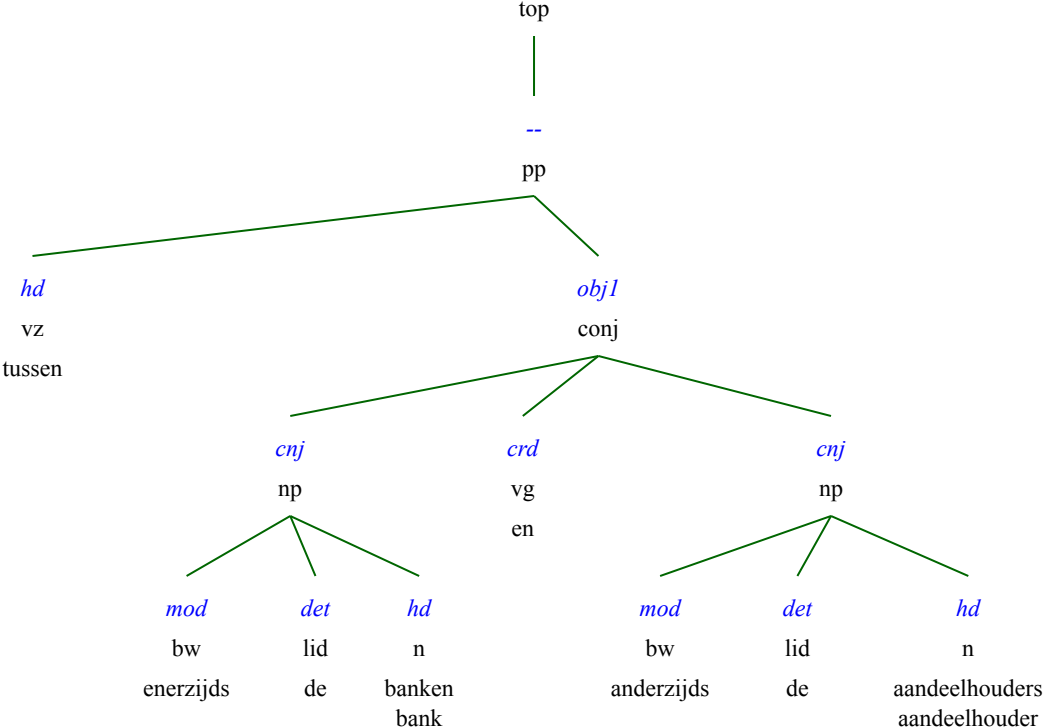 top
--
pp
hd obj1
vz conj
tussen
cnj crd cnj
np vg np
en
mod det hd mod det hd
bw lid n bw lid n
enerzijds de banken anderzijds de aandeelhouders
bank aandeelhouder